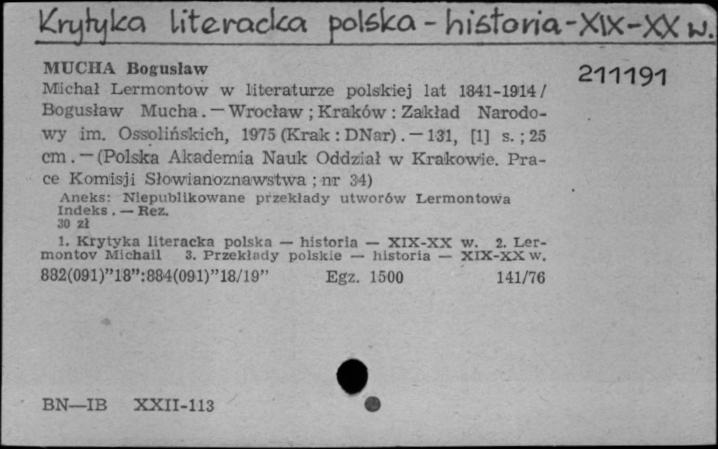 Krytyka literacka polska - historia - XIX-XX w.
211191
MUCHA Bogusław
Michał Lermontow w literaturze polskiej lat 1841-1914 /
Bogusław Mucha. — Wrocław ; Kraków : Zakład Narodo-
wy im. Ossolińskich, 1975 (Krak : DNar). — 131, [1] s. ; 25
cm. — (Polska Akademia Nauk Oddział w Krakowie. Pra-
ce Komisji Słowianoznawstwa ; nr 34)
Aneks: Niepublikowane przekłady utworów Lermontowa
Indeks. — Rez.
30 zł
1. Krytyka literacka polska — historia — XIX-XX w. 2. Ler-
montov Michail 3. Przekłady polskie — historia — XIX-XX w.
882(091)"18":884(091)"18/19" Egz. 1500 141/76
BN—IB XXII-113